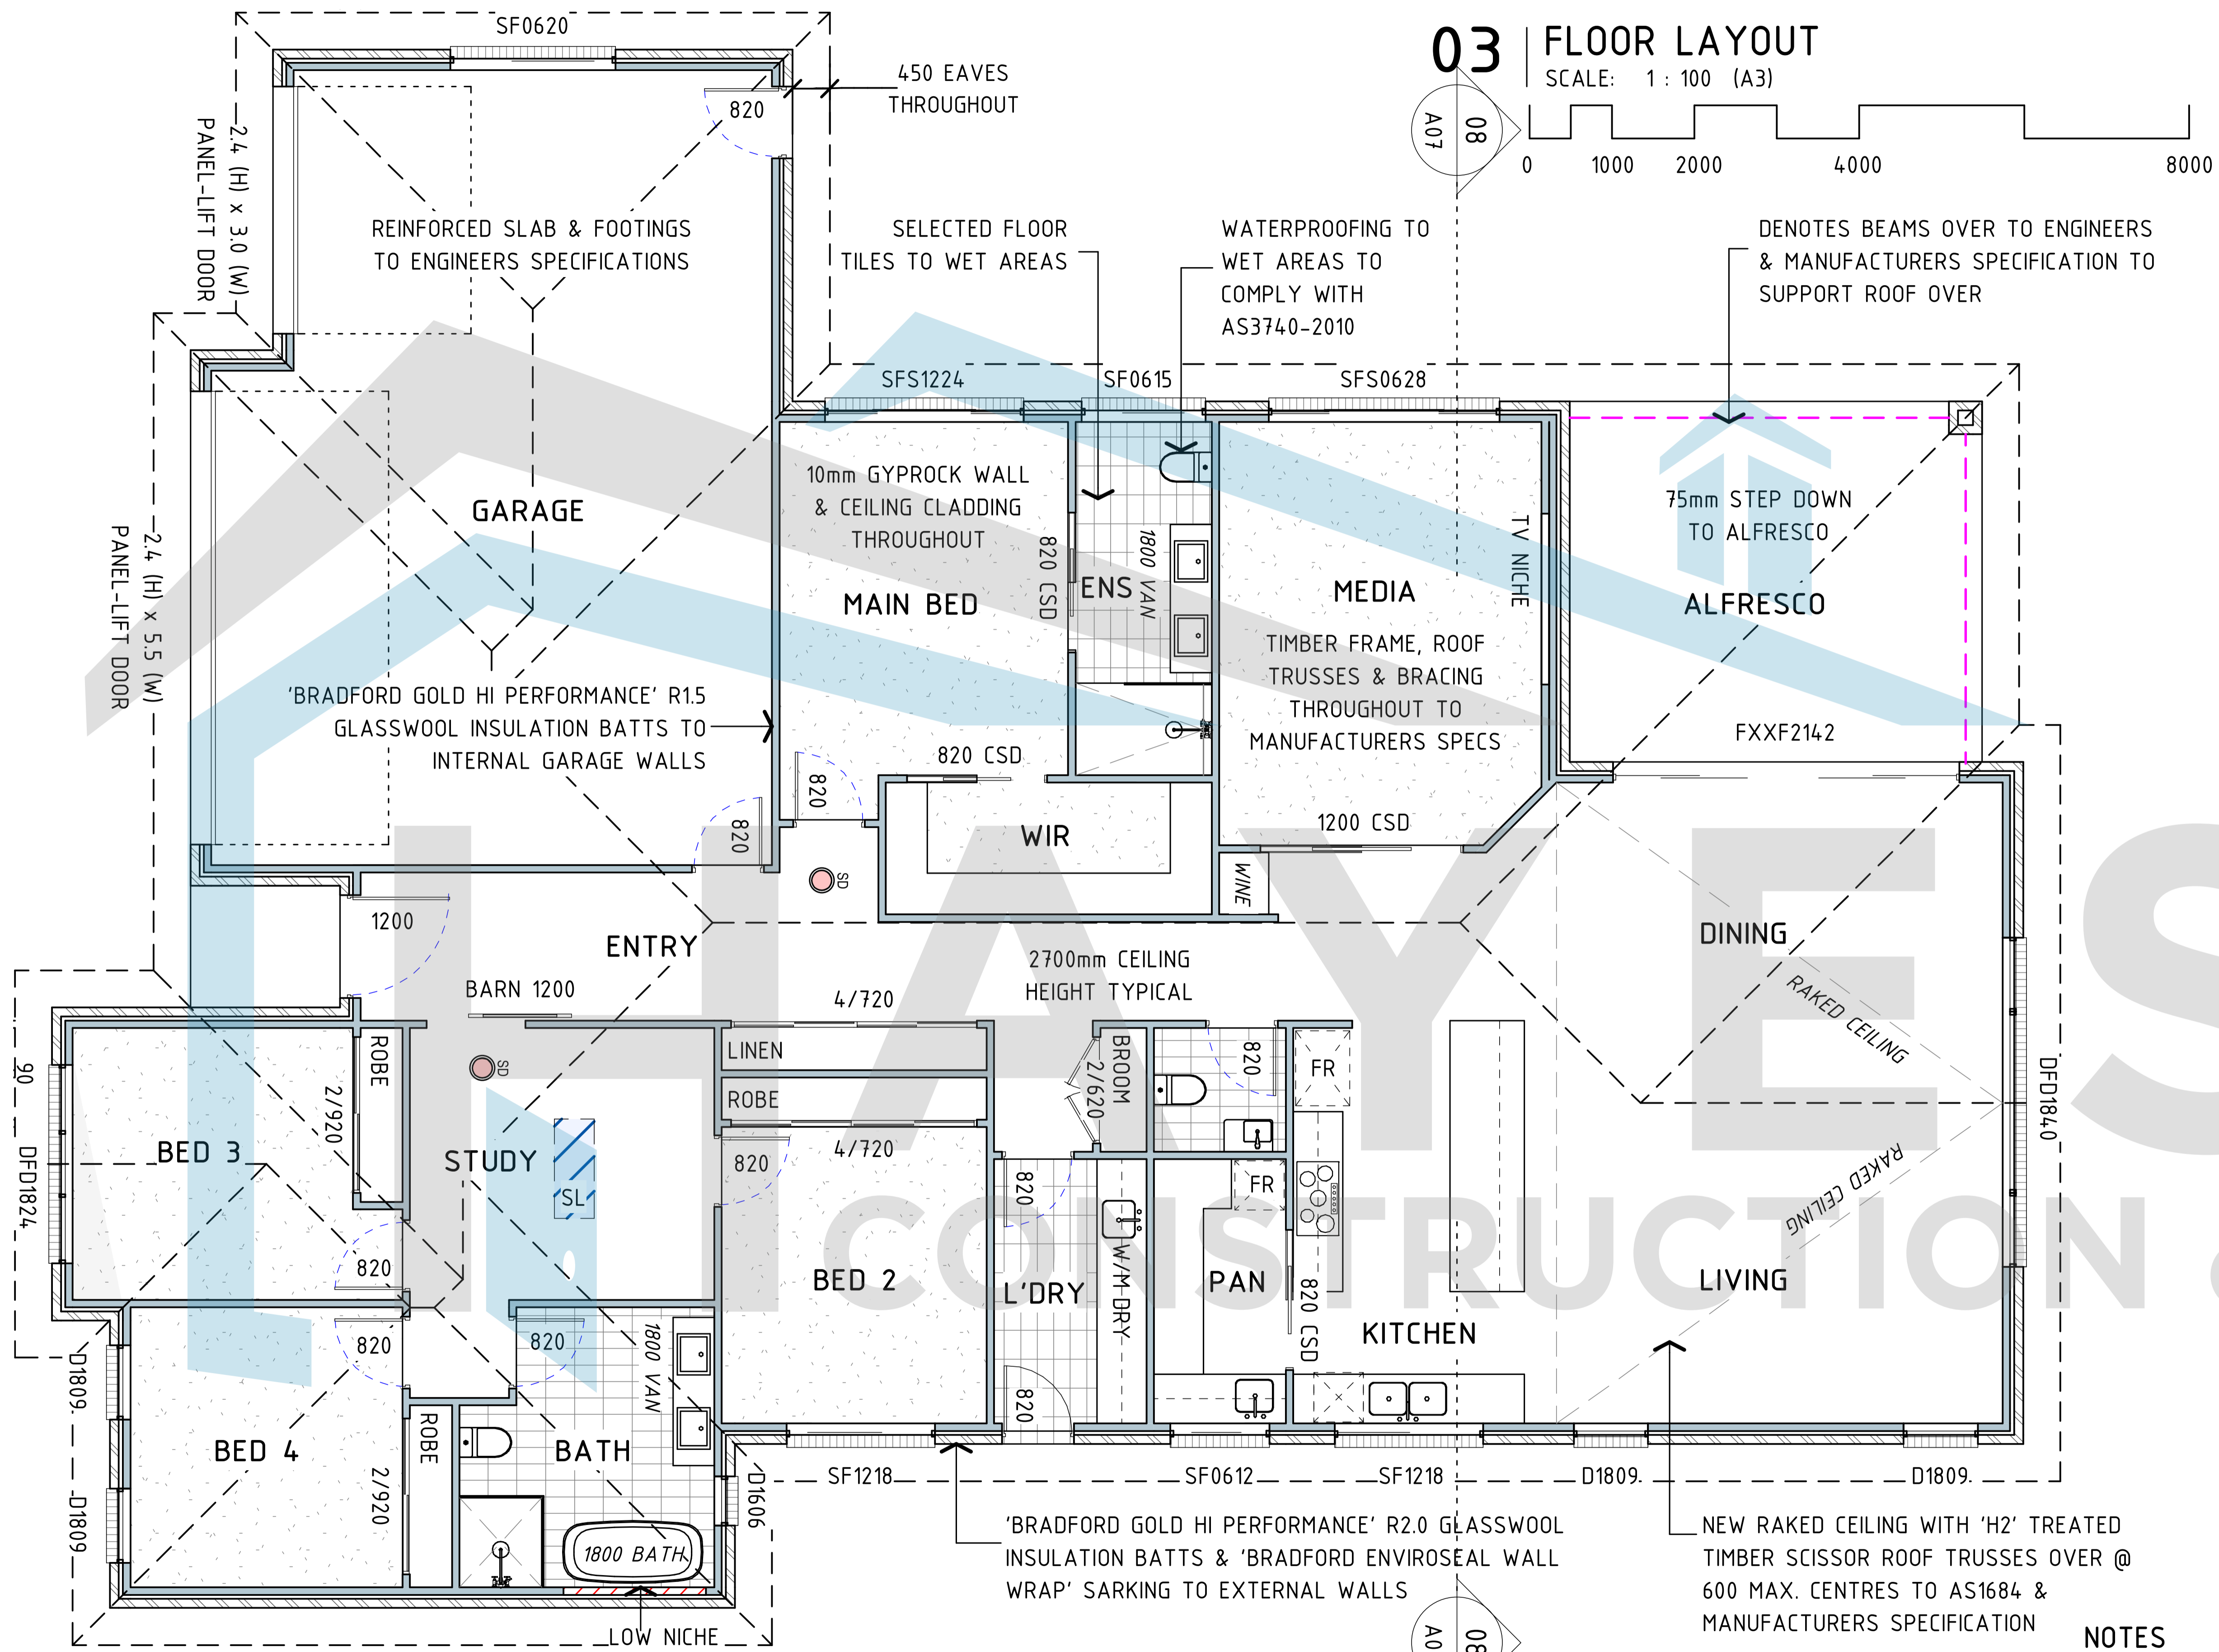 SF0620
03
FLOOR LAYOUT
SCALE: 1 : 100 (A3)
450 EAVES
THROUGHOUT
820
08
A07
0 1000 2000 4000 8000
2.4 (H) x 3.0 (W)
PANEL-LIFT DOOR
REINFORCED SLAB & FOOTINGS
TO ENGINEERS SPECIFICATIONS
SELECTED FLOOR
TILES TO WET AREAS
WATERPROOFING TO
WET AREAS TO
COMPLY WITH
AS3740-2010
DENOTES BEAMS OVER TO ENGINEERS
& MANUFACTURERS SPECIFICATION TO
SUPPORT ROOF OVER
SFS1224
SF0615
SFS0628
10mm GYPROCK WALL
& CEILING CLADDING
THROUGHOUT
GARAGE
MAIN BED
820 CSD
ENS
1800 VAN
MEDIA
TV NICHE
TIMBER FRAME, ROOF
TRUSSES & BRACING
THROUGHOUT TO
MANUFACTURERS SPECS
75mm STEP DOWN
TO ALFRESCO
ALFRESCO
FXXF2142
2.4 (H) x 5.5 (W)
PANEL-LIFT DOOR
'BRADFORD GOLD HI PERFORMANCE' R1.5
GLASSWOOL INSULATION BATTS TO
INTERNAL GARAGE WALLS
820 CSD
820
820
WIR
1200 CSD
WINE
SD
1200
ENTRY
BARN 1200
4/720
2700mm CEILING
HEIGHT TYPICAL
DINING
RAKED CEILING
RAKED CEILING
DFD1840
HAYES
CONSTRUCTION &
90
DFD1824
BED 3
ROBE
2/920
820
SD
STUDY
SL
LINEN
ROBE
4/720
820
BED 2
BROOM
2/620
820
FR
FR
820
L'DRY
W/M
DRY
820
PAN
820 CSD
KITCHEN
LIVING
D1809
D1809
820
BED 4
ROBE
2/920
820
1800 VAN
BATH
1800 BATH
D1606
LOW NICHE
SF1218
SF0612
SF1218
D1809
D1809
'BRADFORD GOLD HI PERFORMANCE' R2.0 GLASSWOOL
INSULATION BATTS & 'BRADFORD ENVIROSEAL WALL
WRAP' SARKING TO EXTERNAL WALLS
NEW RAKED CEILING WITH 'H2' TREATED
TIMBER SCISSOR ROOF TRUSSES OVER @
600 MAX. CENTRES TO AS1684 &
MANUFACTURERS SPECIFICATION
08
A0
NOTES